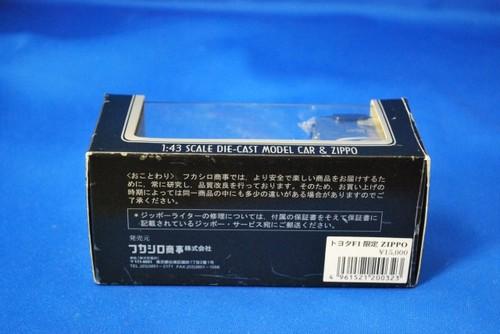 1:43 SCALE DIE-CAST MODEL CAR & ZIPPO
〈おことわり〉 フカシロ商事では、より安全で楽しい商品をお届けする
ために、常に研究し、品質改良を行っております。そのため、お買い上げの
時期によっては同一商品の中にも多少の違いがある場合がありますのでご
了承ください。
＊ジッポーライターの修理については、付属の保証書をそえて保証書に
記載されているジッポー・サービス宛にご郵送ください。
発売元
フカシロ商事株式会社
トヨタF1 限定 ZIPPO
¥15,000
4 961521 200323